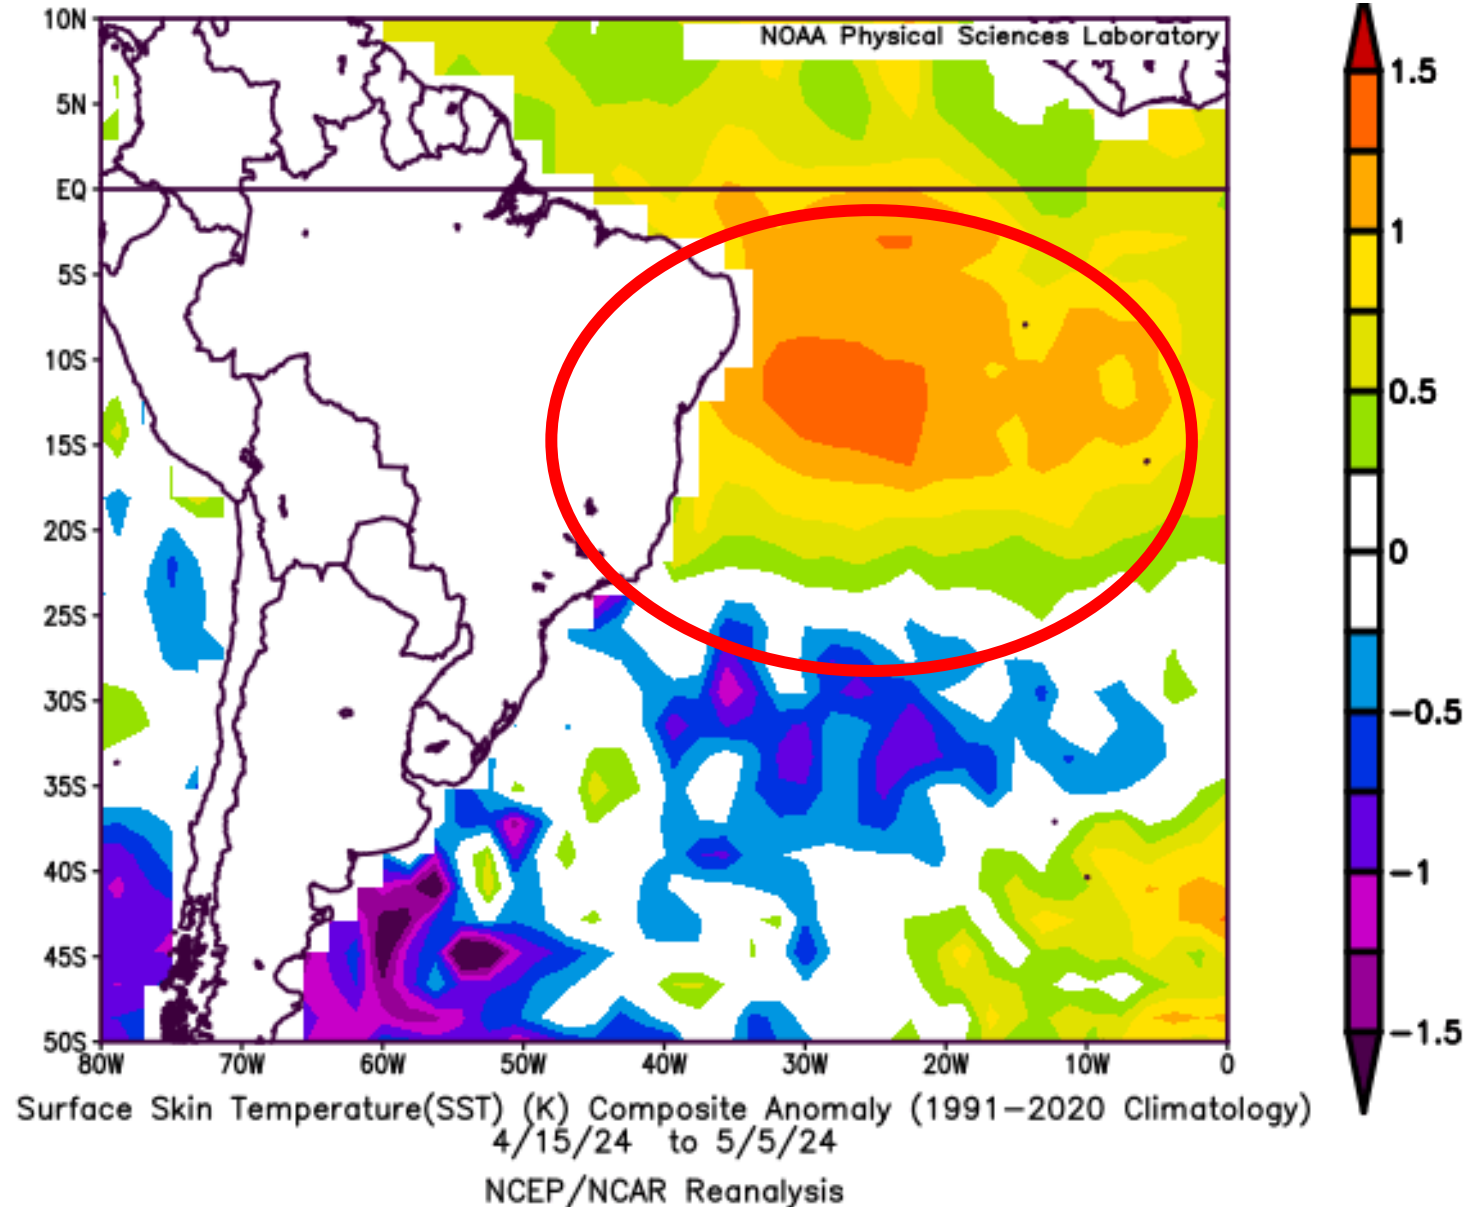 NOAA Physical Sciences Laboratory
10N
5N
EQ
5S
10S
15S
20S
25S
30S
35S
40S
45S
50S
80W 70W 60W 50W 40W 30W 20W 10W 0
1.5
1
0.5
0
−0.5
−1
−1.5
Surface Skin Temperature(SST) (K) Composite Anomaly (1991−2020 Climatology)
4/15/24 to 5/5/24
NCEP/NCAR Reanalysis